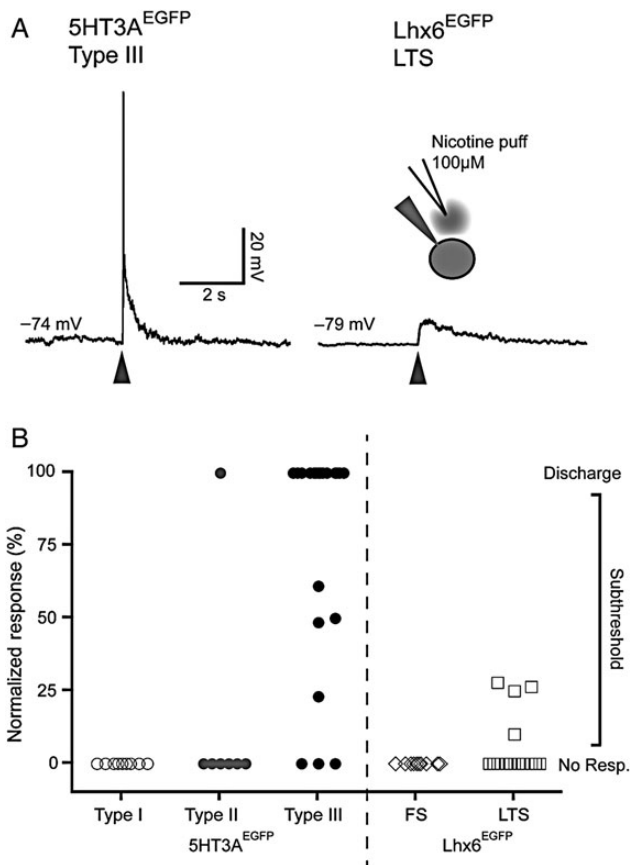 A
5HT3A^EGFP
Type III
Lhx6^EGFP
LTS
Nicotine puff
100μM
20 mV
2 s
−74 mV
−79 mV
B
Normalized response (%)
100
75
50
25
0
Discharge
Subthreshold
No Resp.
Type I Type II Type III FS LTS
5HT3A^EGFP Lhx6^EGFP